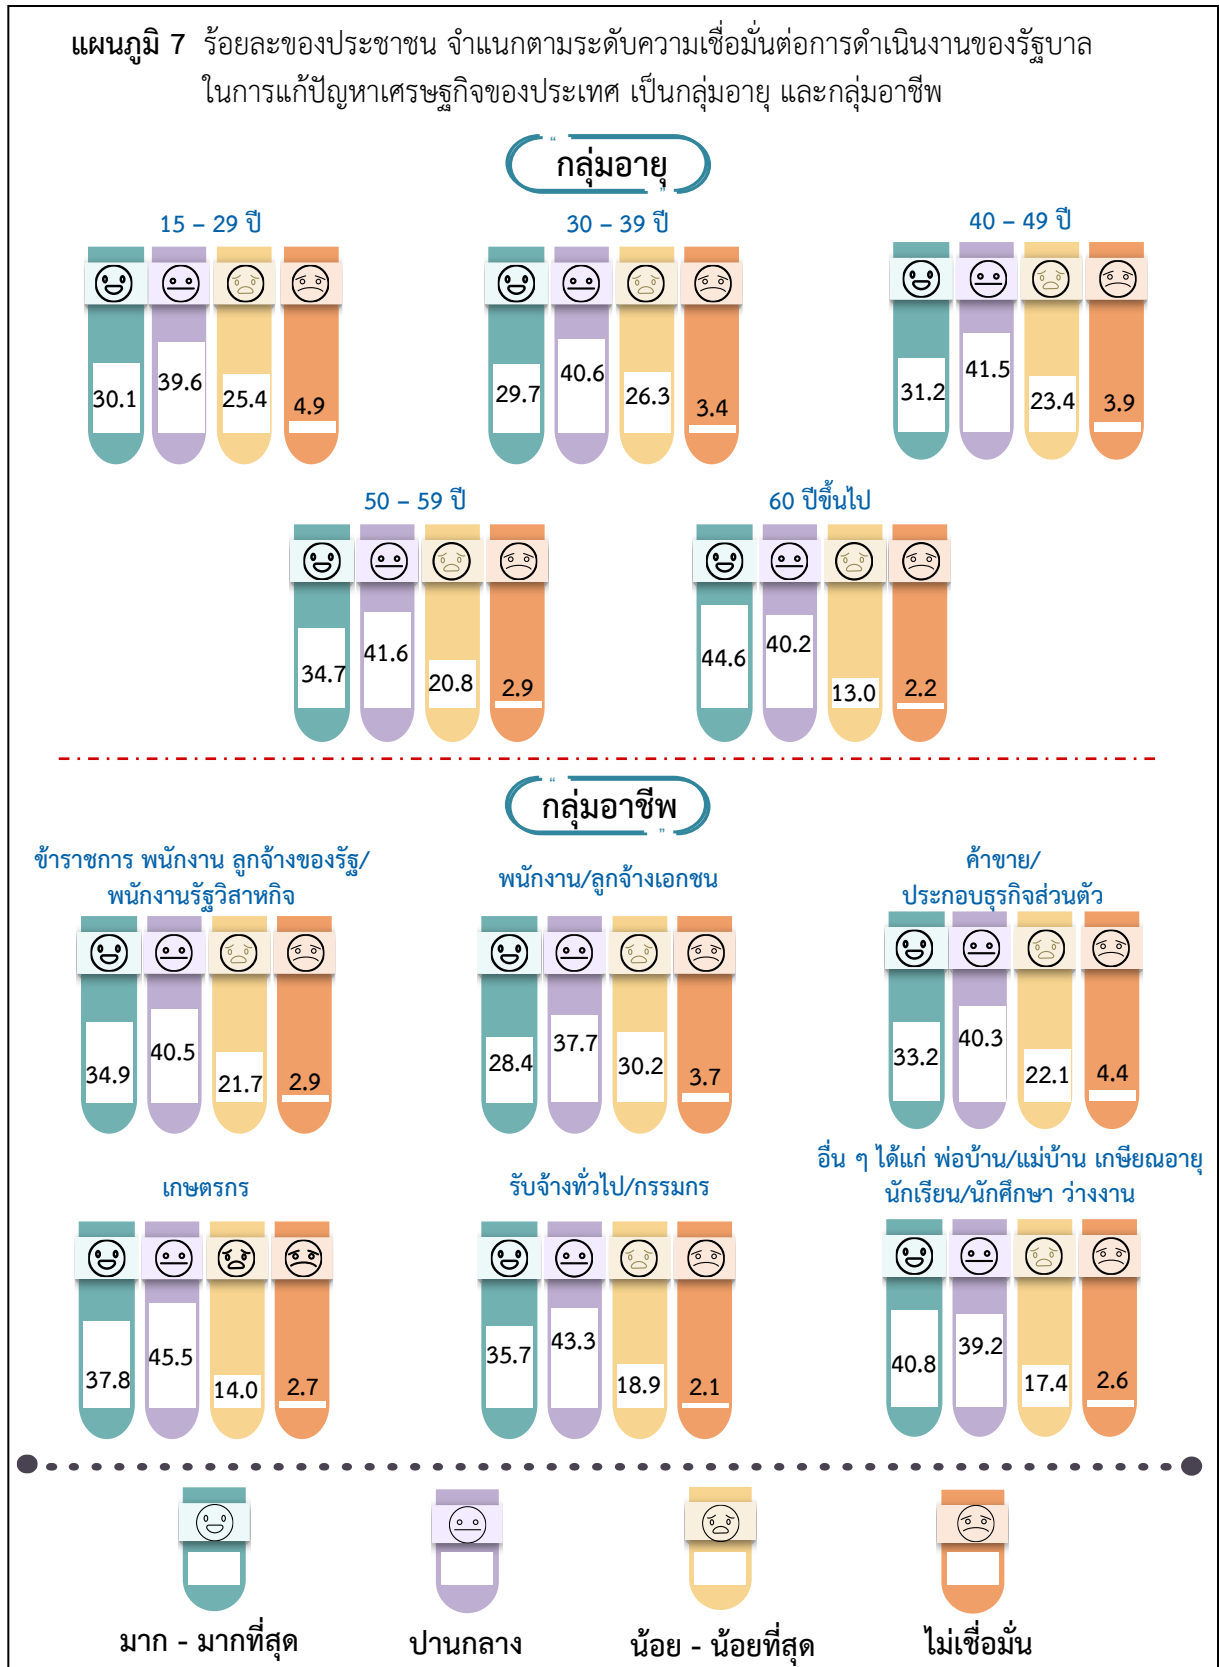 แผนภูมิ 7 ร้อยละของประชาชน จำแนกตามระดับความเชื่อมั่นต่อการดำเนินงานของรัฐบาล
ในการแก้ปัญหาเศรษฐกิจของประเทศ เป็นกลุ่มอายุ และกลุ่มอาชีพ
“ กลุ่มอายุ ”
15 – 29 ปี
30 – 39 ปี
40 – 49 ปี
30.1 39.6 25.4 4.9
29.7 40.6 26.3 3.4
31.2 41.5 23.4 3.9
50 – 59 ปี
60 ปีขึ้นไป
34.7 41.6 20.8 2.9
44.6 40.2 13.0 2.2
“ กลุ่มอาชีพ ”
ข้าราชการ พนักงาน ลูกจ้างของรัฐ/
พนักงานรัฐวิสาหกิจ
พนักงาน/ลูกจ้างเอกชน
ค้าขาย/
ประกอบธุรกิจส่วนตัว
34.9 40.5 21.7 2.9
28.4 37.7 30.2 3.7
33.2 40.3 22.1 4.4
เกษตรกร
รับจ้างทั่วไป/กรรมกร
อื่น ๆ ได้แก่ พ่อบ้าน/แม่บ้าน เกษียณอายุ
นักเรียน/นักศึกษา ว่างงาน
37.8 45.5 14.0 2.7
35.7 43.3 18.9 2.1
40.8 39.2 17.4 2.6
มาก - มากที่สุด
ปานกลาง
น้อย - น้อยที่สุด
ไม่เชื่อมั่น